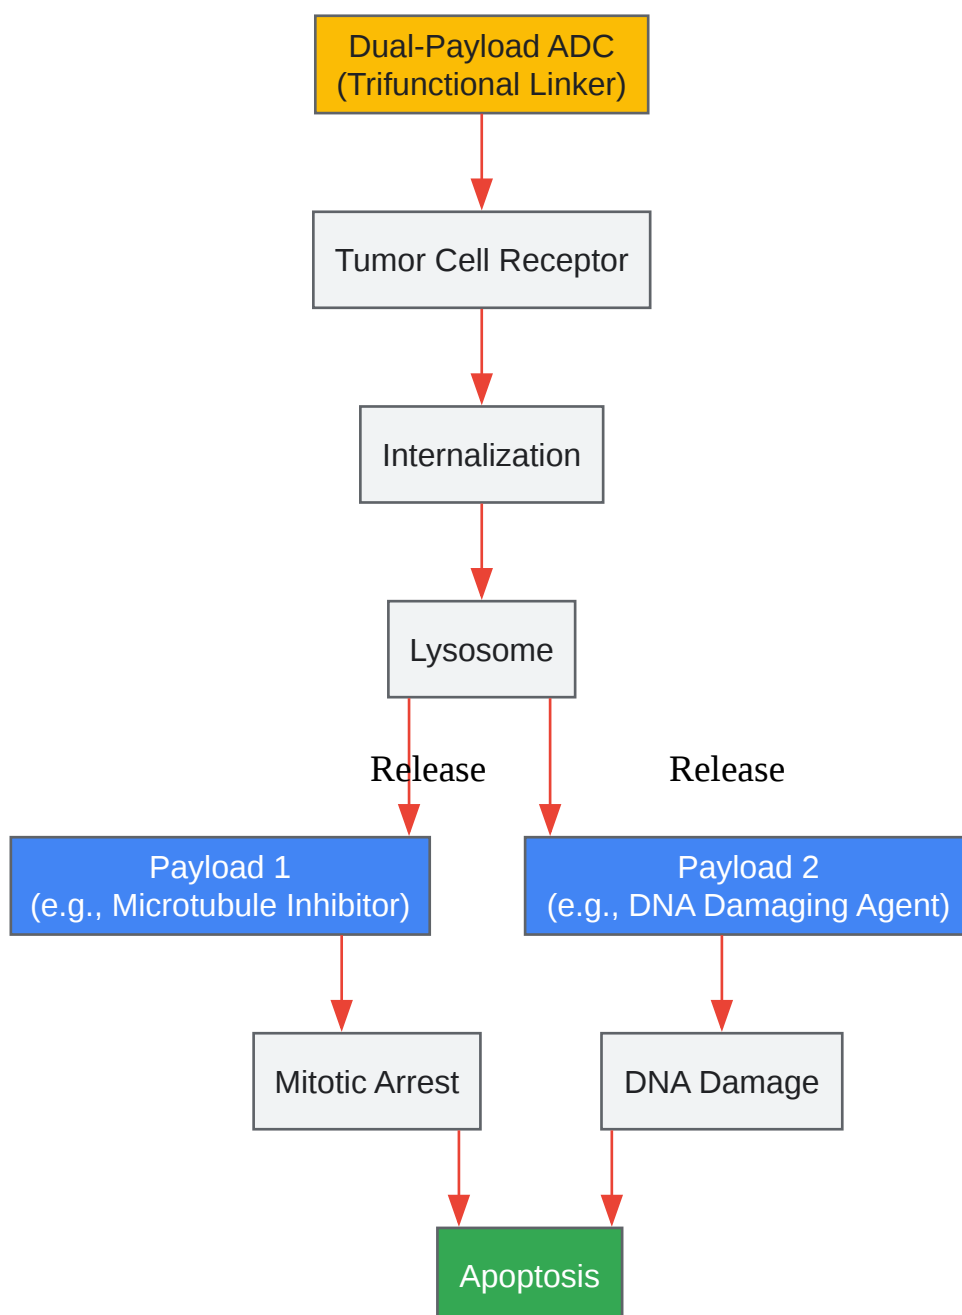 Dual-Payload ADC
(Trifunctional Linker)
Tumor Cell Receptor
Internalization
Lysosome
Release
Release
Payload 1
(e.g., Microtubule Inhibitor)
Payload 2
(e.g., DNA Damaging Agent)
Mitotic Arrest
DNA Damage
Apoptosis